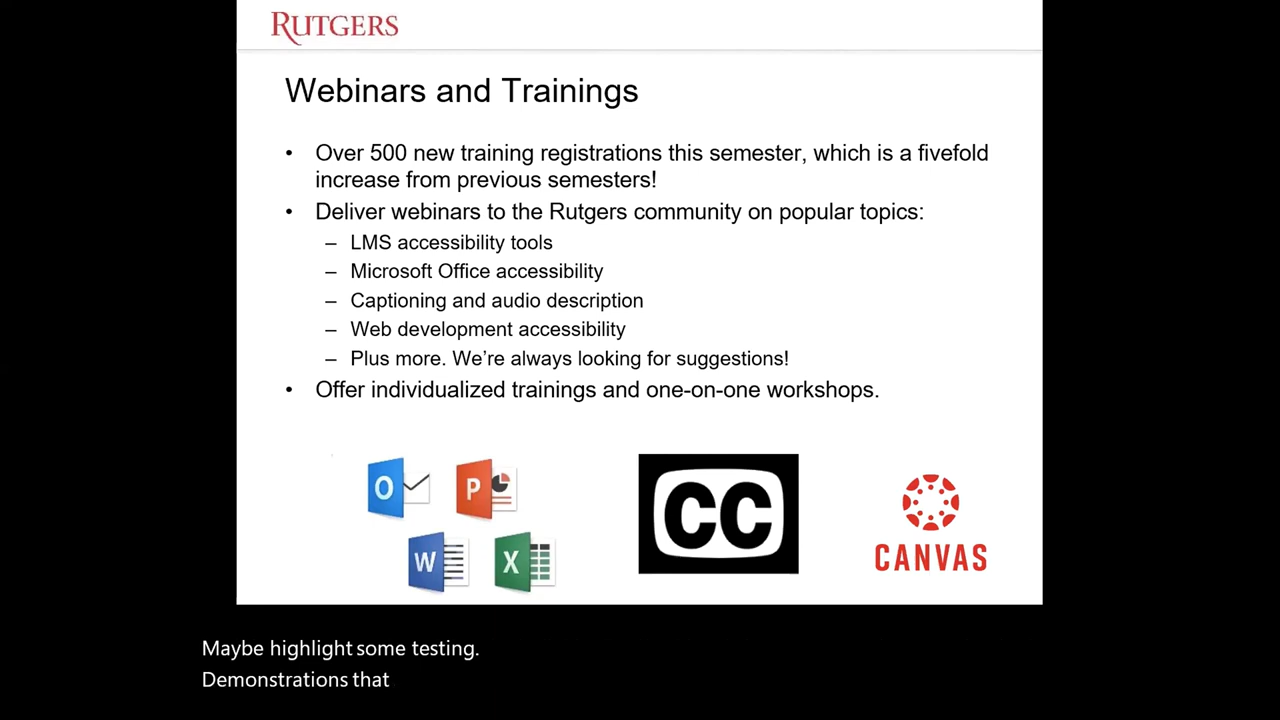 RUTGERS
Webinars and Trainings
• Over 500 new training registrations this semester, which is a fivefold
increase from previous semesters!
• Deliver webinars to the Rutgers community on popular topics:
– LMS accessibility tools
– Microsoft Office accessibility
– Captioning and audio description
– Web development accessibility
– Plus more. We’re always looking for suggestions!
• Offer individualized trainings and one-on-one workshops.
O
P
W
X
CC
CANVAS
Maybe highlight some testing.
Demonstrations that